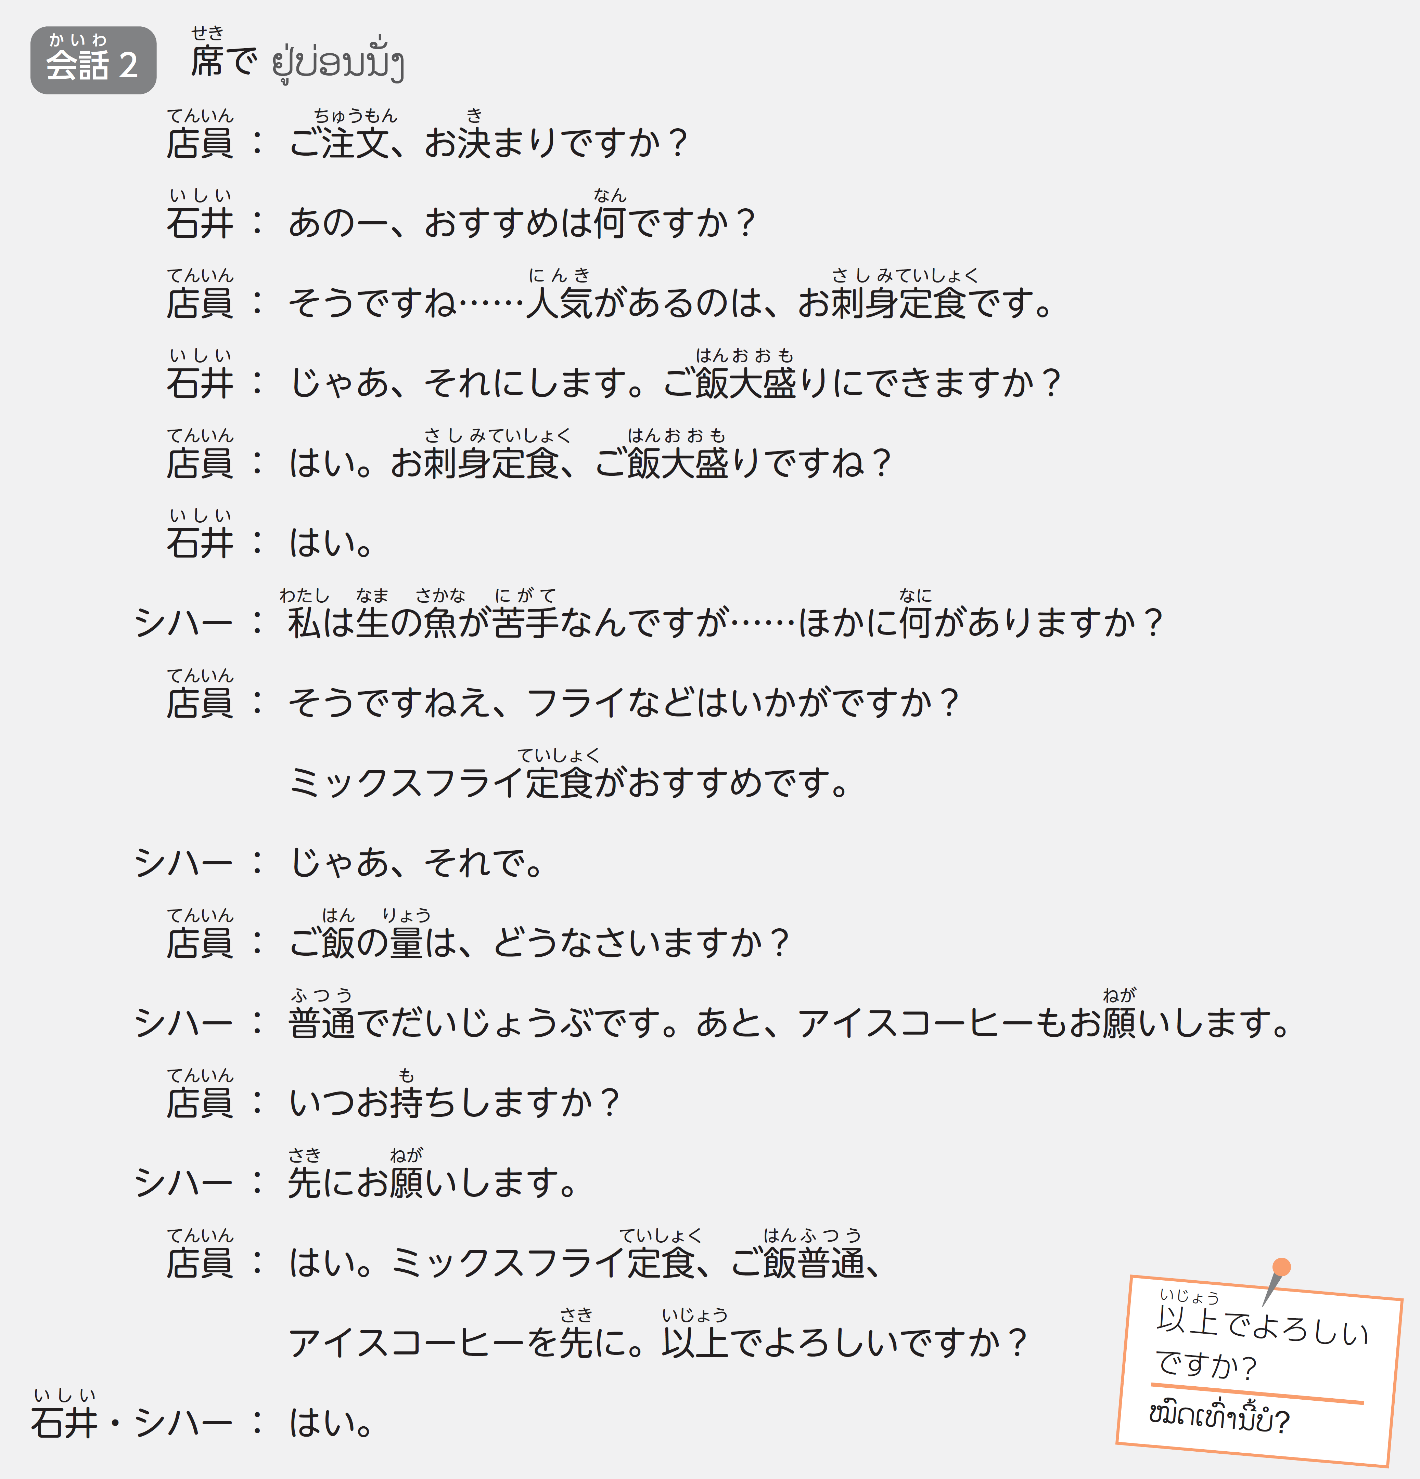 会話 2 席で ຢູ່ບ່ອນນັ່ງ
店員：ご注文、お決まりですか？
石井：あのー、おすすめは何ですか？
店員：そうですね……人気があるのは、お刺身定食です。
石井：じゃあ、それにします。ご飯大盛りにできますか？
店員：はい。お刺身定食、ご飯大盛りですね？
石井：はい。
シハー：私は生の魚が苦手なんですが……ほかに何がありますか？
店員：そうですねえ、フライなどはいかがですか？
ミックスフライ定食がおすすめです。
シハー：じゃあ、それで。
店員：ご飯の量は、どうなさいますか？
シハー：普通でだいじょうぶです。あと、アイスコーヒーもお願いします。
店員：いつお持ちしますか？
シハー：先にお願いします。
店員：はい。ミックスフライ定食、ご飯普通、
アイスコーヒーを先に。以上でよろしいですか？
石井・シハー：はい。
以上でよろしい
ですか？
ໝົດເທົ່ານີ້ບໍ?